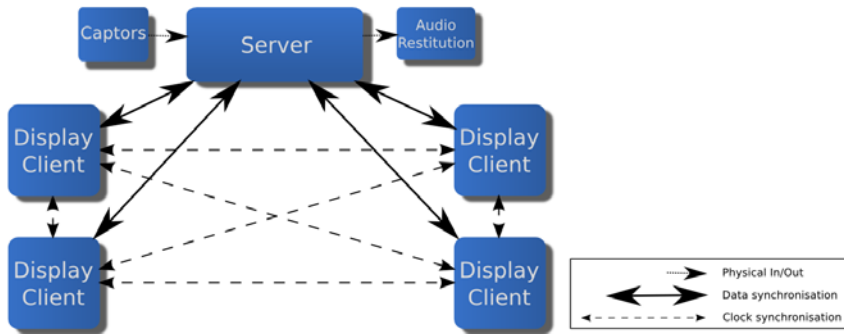 Captors
Server
Audio
Restitution
Display
Client
Display
Client
Display
Client
Display
Client
Physical In/Out
Data synchronisation
Clock synchronisation